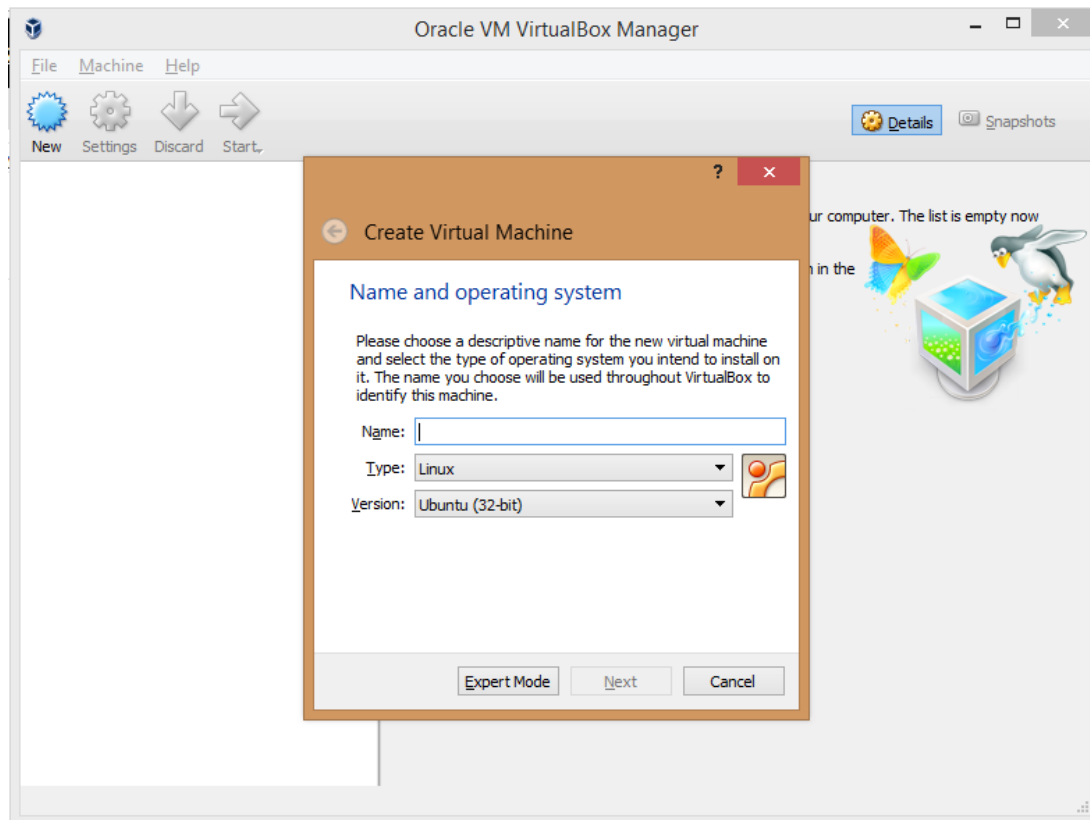 Oracle VM VirtualBox Manager
File Machine Help
New Settings Discard Start
Details Snapshots
?
Create Virtual Machine
ur computer. The list is empty now
in the
Name and operating system
Please choose a descriptive name for the new virtual machine
and select the type of operating system you intend to install on
it. The name you choose will be used throughout VirtualBox to
identify this machine.
Name:
Type: Linux
Version: Ubuntu (32-bit)
Expert Mode Next Cancel